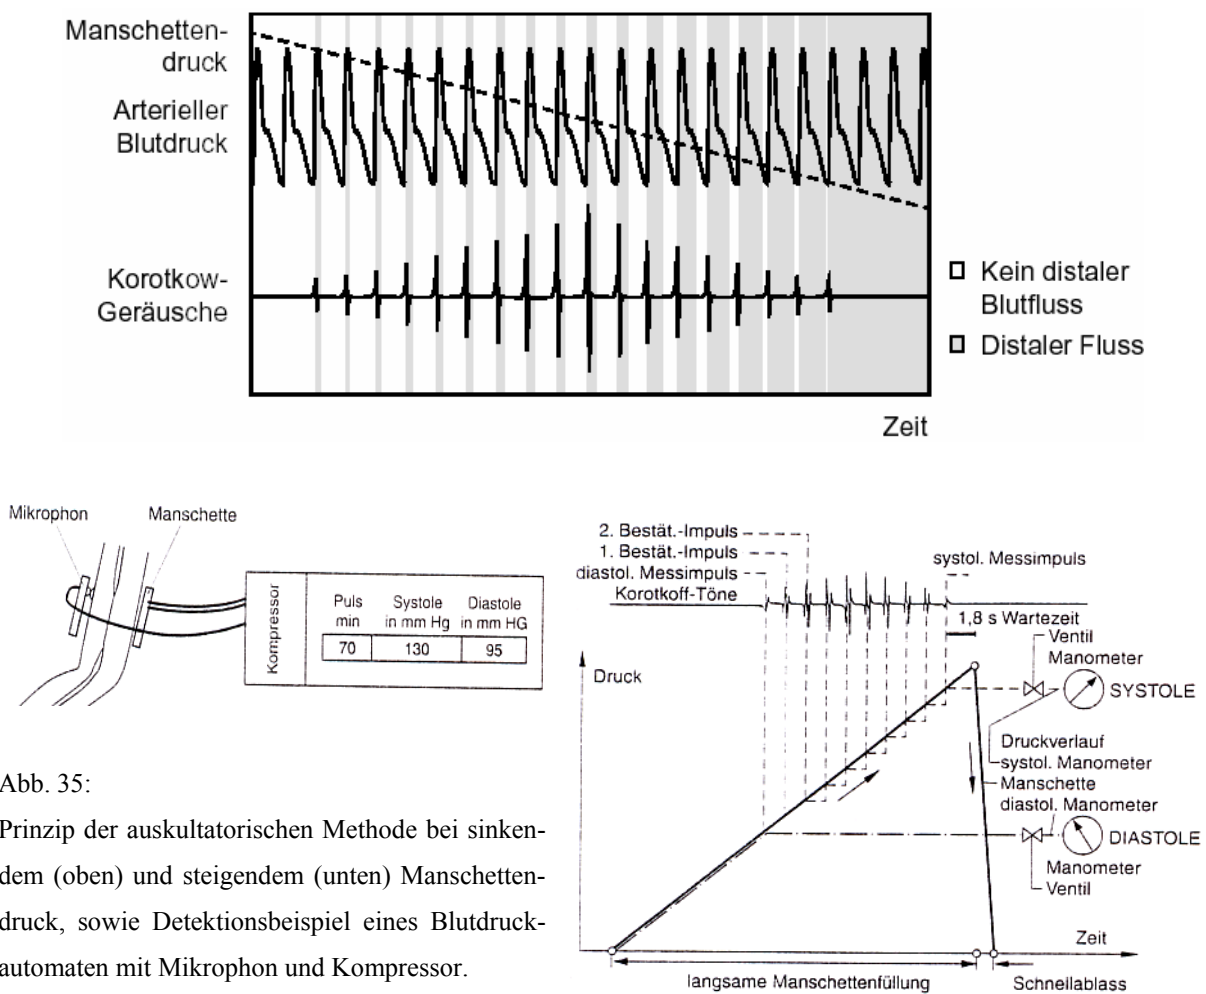 Manschetten-
druck
Arterieller
Blutdruck
Korotkow-
Geräusche
Kein distaler
Blutfluss
Distaler Fluss
Zeit
Mikrophon
Manschette
Kompressor
Puls
min
Systole
in mm Hg
Diastole
in mm HG
70
130
95
2. Bestät.-Impuls
1. Bestät.-Impuls
diastol. Messimpuls
Korotkoff-Töne
systol. Messimpuls
1,8 s Wartezeit
Ventil
Manometer
Druck
SYSTOLE
Druckverlauf
systol. Manometer
Manschette
diastol. Manometer
DIASTOLE
Manometer
Ventil
Zeit
langsame Manschettenfüllung
Schnellablass
Abb. 35:
Prinzip der auskultatorischen Methode bei sinken-
dem (oben) und steigendem (unten) Manschetten-
druck, sowie Detektionsbeispiel eines Blutdruck-
automaten mit Mikrophon und Kompressor.